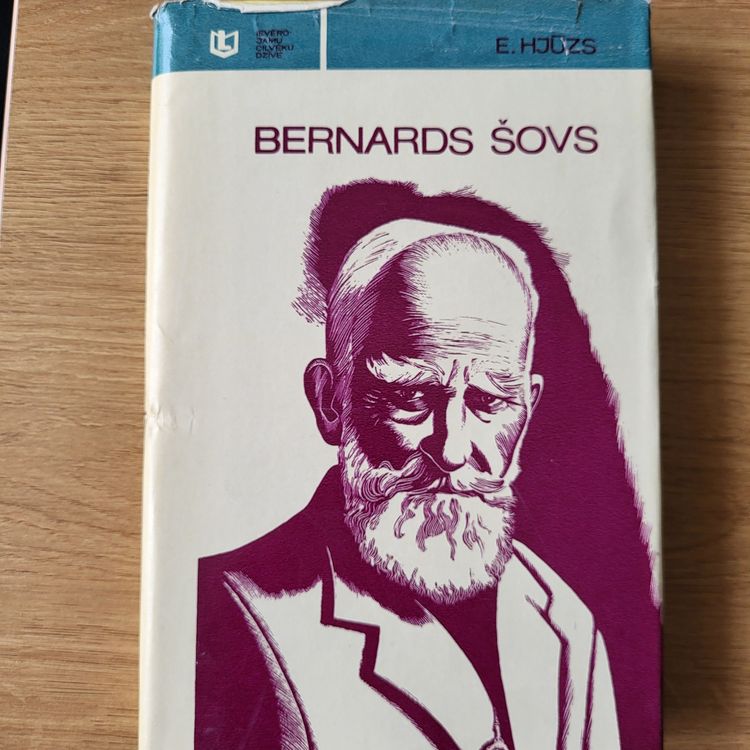 IEVĒRO-
JAMU
CILVĒKU
DZĪVE
E. HJŪZS
BERNARDS ŠOVS